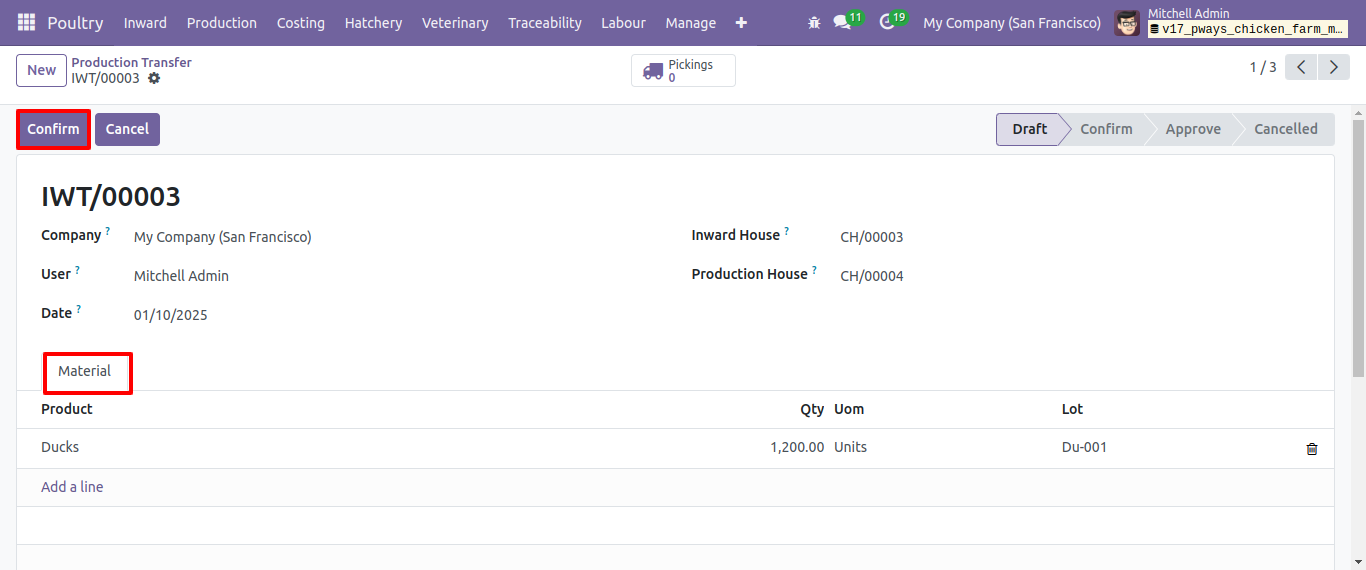 Poultry Inward Production Costing Hatchery Veterinary Traceability Labour Manage 11 19 My Company (San Francisco) Mitchell Admin
v17_pways_chicken_farm_m…
New Production Transfer Pickings 1 / 3
IWT/00003 0
Confirm Cancel Draft Confirm Approve Cancelled
IWT/00003
Company ? My Company (San Francisco) Inward House ? CH/00003
User ? Mitchell Admin Production House ? CH/00004
Date ? 01/10/2025
Material
Product Qty Uom Lot
Ducks 1,200.00 Units Du-001
Add a line